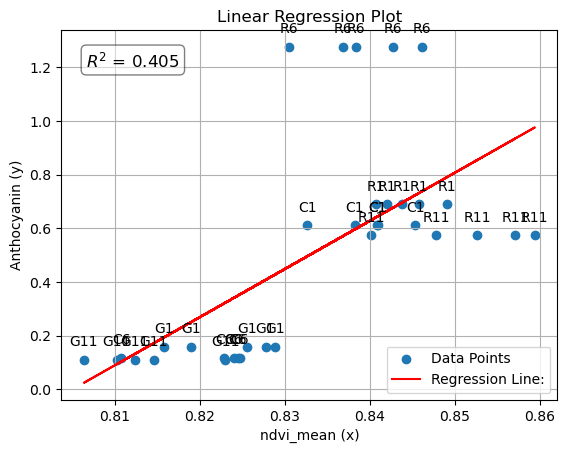 Linear Regression Plot
R6 R6 R6 R6 R6
R² = 0.405
1.2
1.0
0.8
0.6
0.4
0.2
0.0
Anthocyanin (y)
R1 R1 R1 R1 R1
C1 C1 C1 C1
R11 R11 R11 R11 R11
G1 G1 G1 G1 G1
G11 C6 G11
0.81 0.82 0.83 0.84 0.85 0.86
ndvi_mean (x)
Data Points
Regression Line: